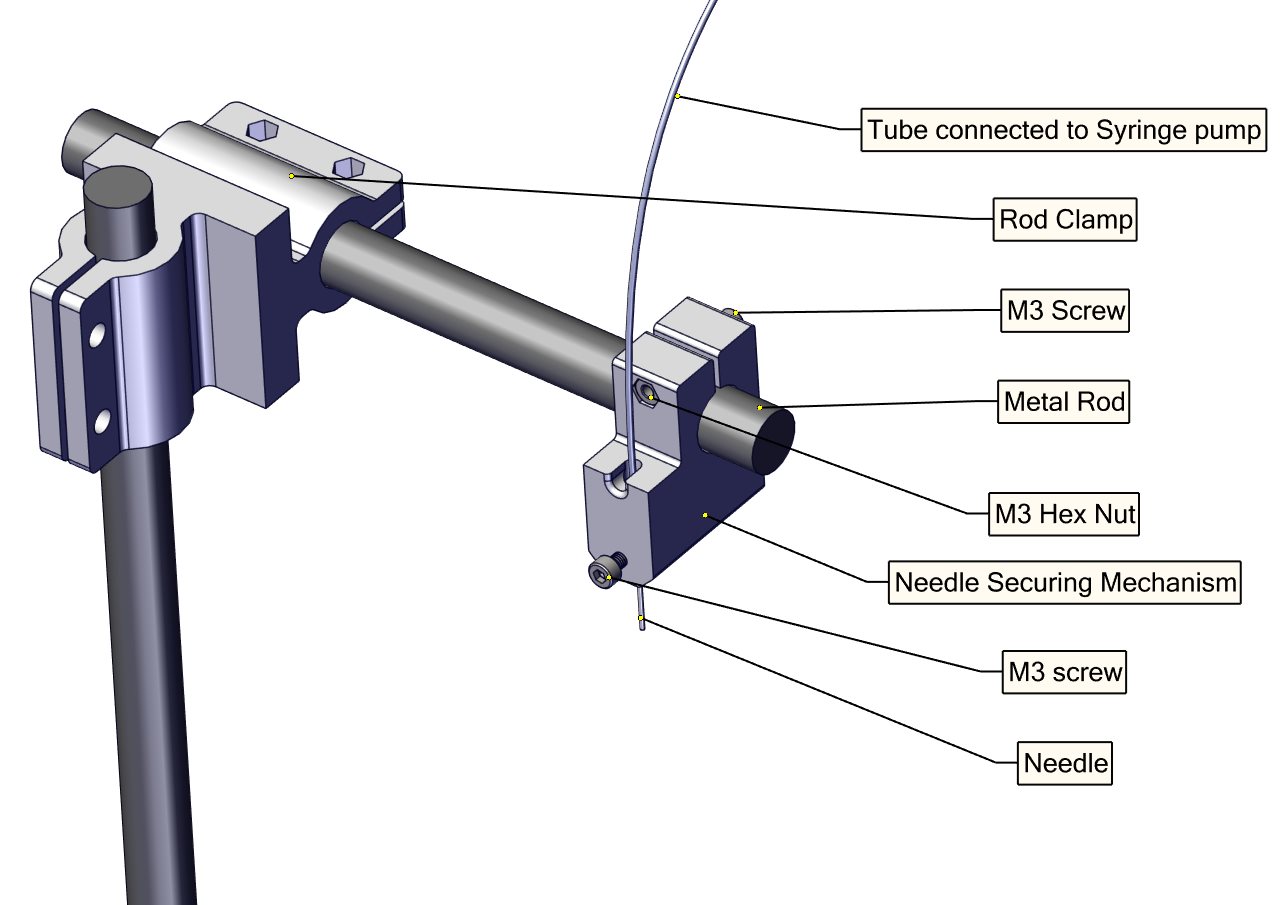 Tube connected to Syringe pump
Rod Clamp
M3 Screw
Metal Rod
M3 Hex Nut
Needle Securing Mechanism
M3 screw
Needle